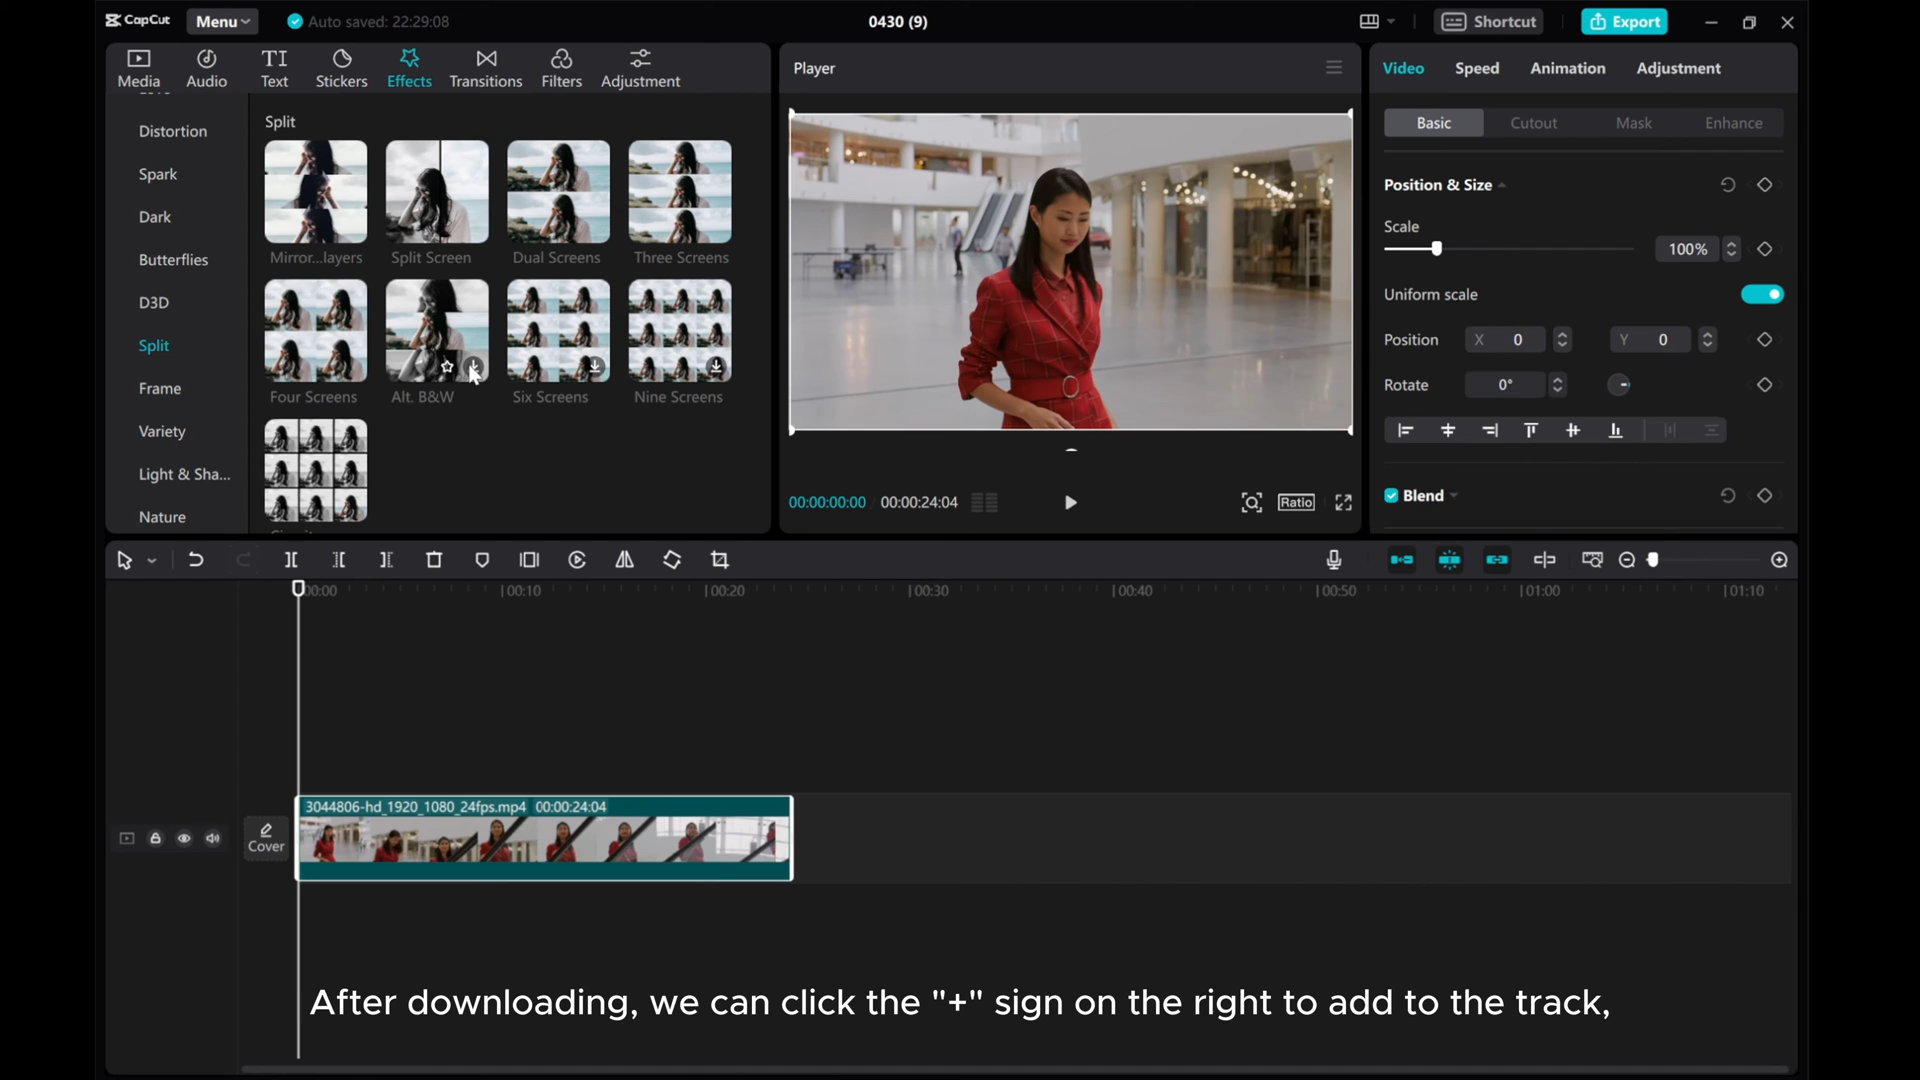 CapCut
Menu
Auto saved: 22:29:08
0430 (9)
Shortcut
Export
Media
Audio
Text
Stickers
Effects
Transitions
Filters
Adjustment
Distortion
Spark
Dark
Butterflies
D3D
Split
Frame
Variety
Light & Sha...
Nature
Split
Mirror...layers
Split Screen
Dual Screens
Three Screens
Four Screens
Alt. B&W
Six Screens
Nine Screens
Player
00:00:00:00
00:00:24:04
Ratio
Video
Speed
Animation
Adjustment
Basic
Cutout
Mask
Enhance
Position & Size
Scale
100%
Uniform scale
Position
X 0
Y 0
Rotate
0°
Blend
00:00
00:10
00:20
00:30
00:40
00:50
01:00
01:10
Cover
3044806-hd_1920_1080_24fps.mp4 00:00:24:04
After downloading, we can click the "+" sign on the right to add to the track,